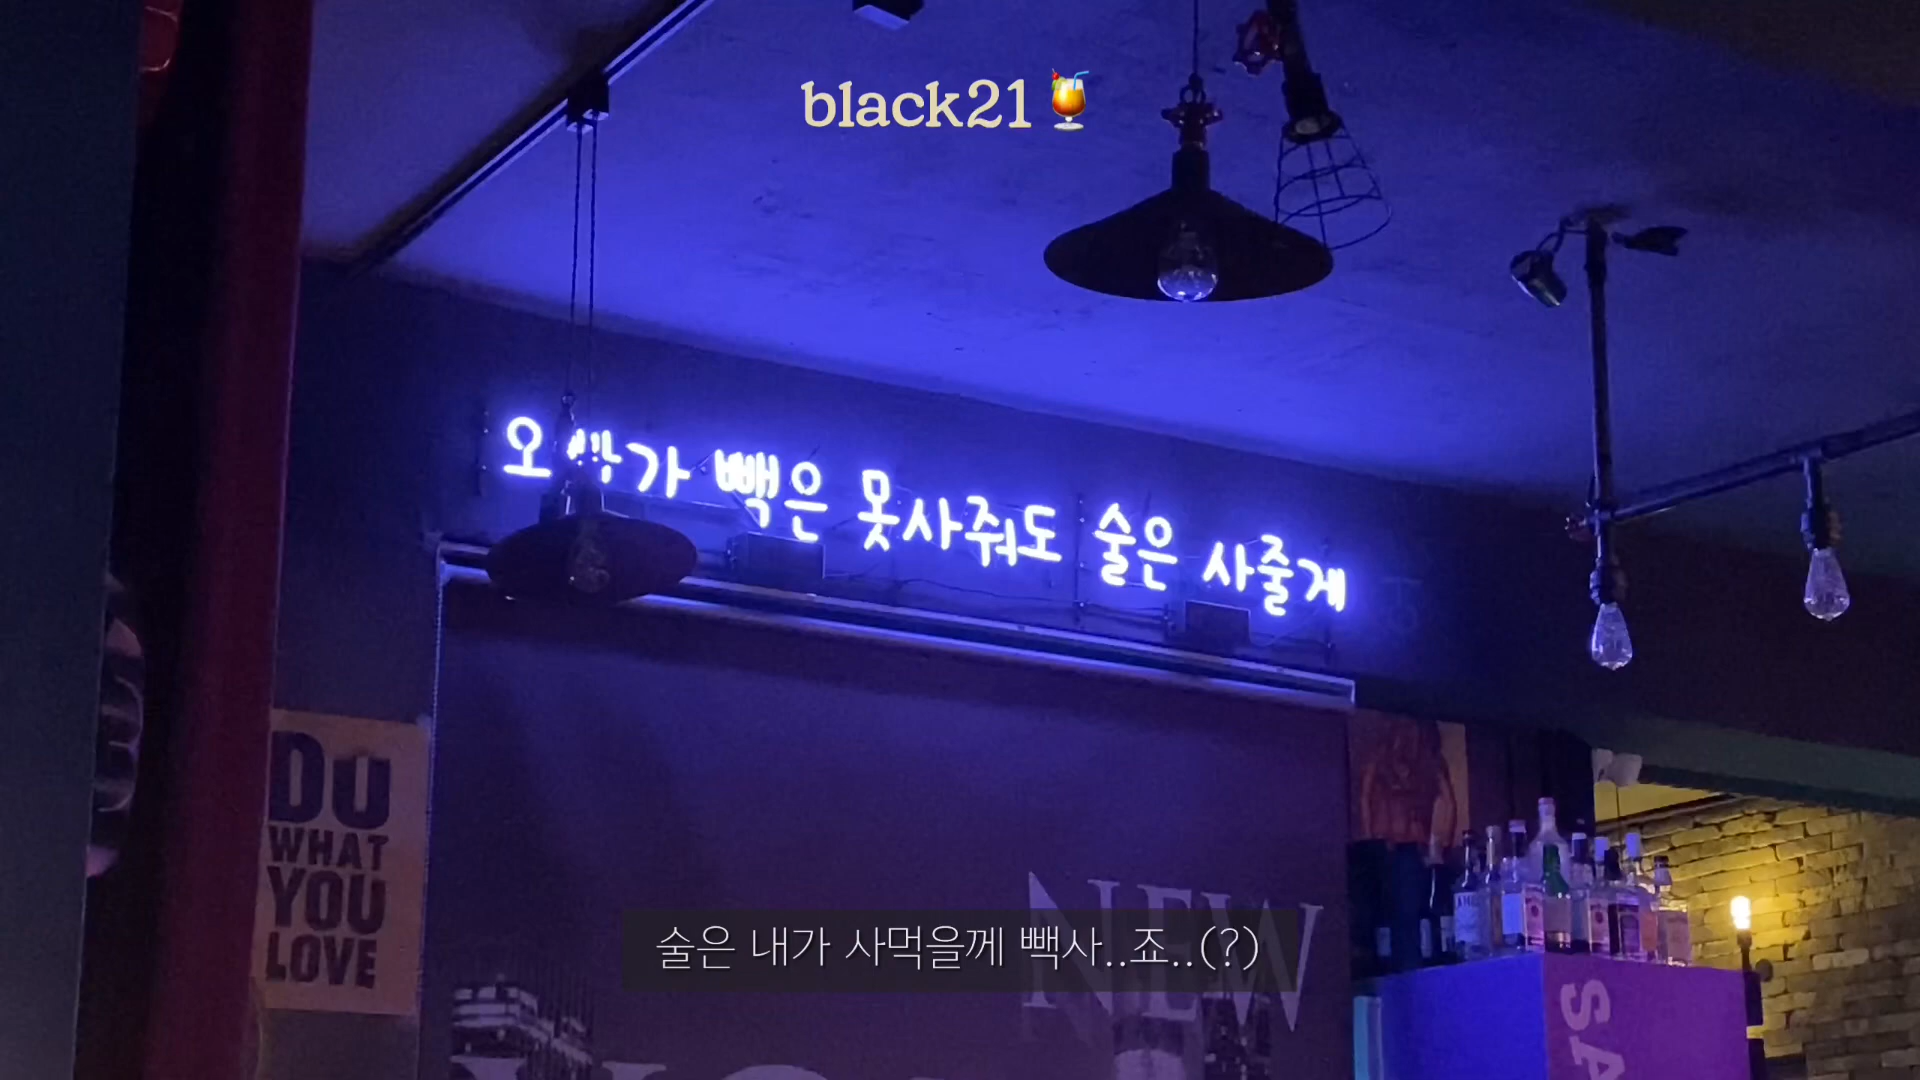 black21
오빠가 빽은 못사줘도 술은 사줄게
DO
WHAT
YOU
LOVE
NEW
술은 내가 사먹을께 빽사..죠..(?)
SA